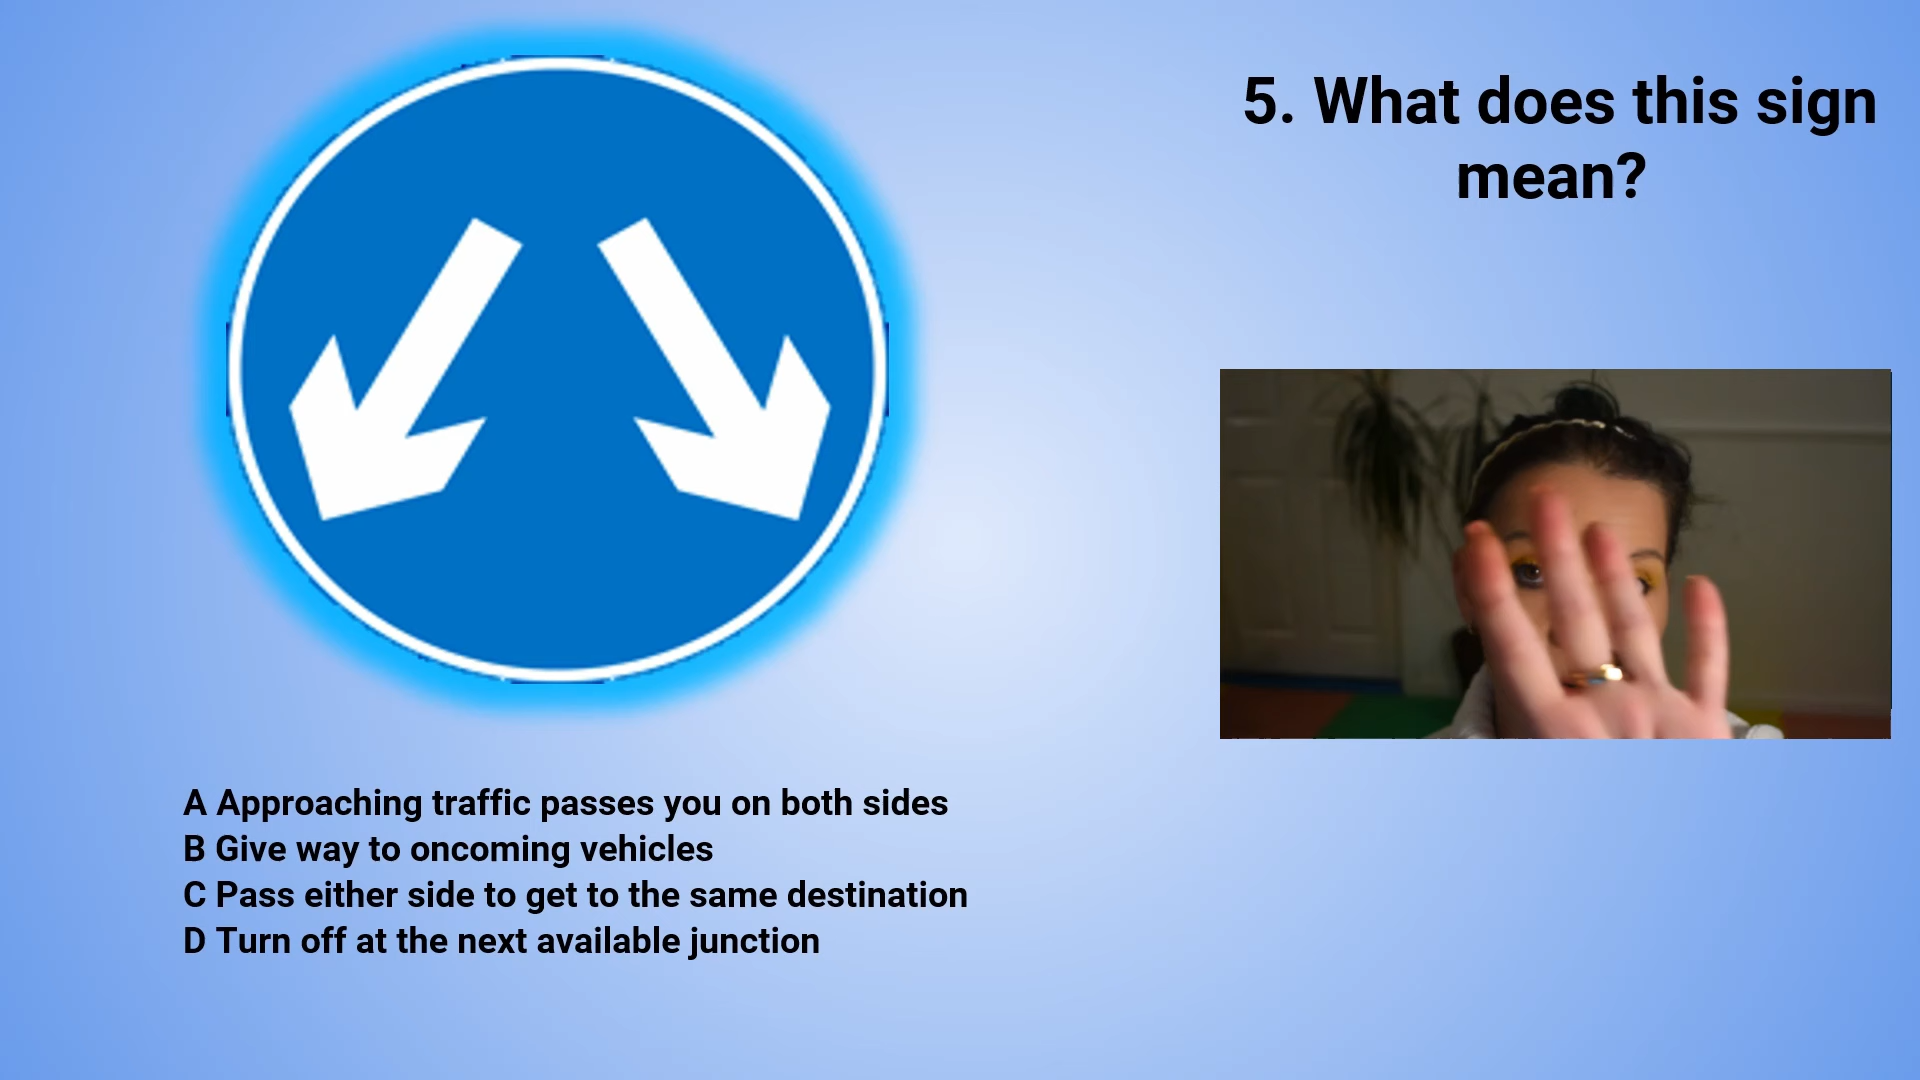 5. What does this sign
mean?
A Approaching traffic passes you on both sides
B Give way to oncoming vehicles
C Pass either side to get to the same destination
D Turn off at the next available junction